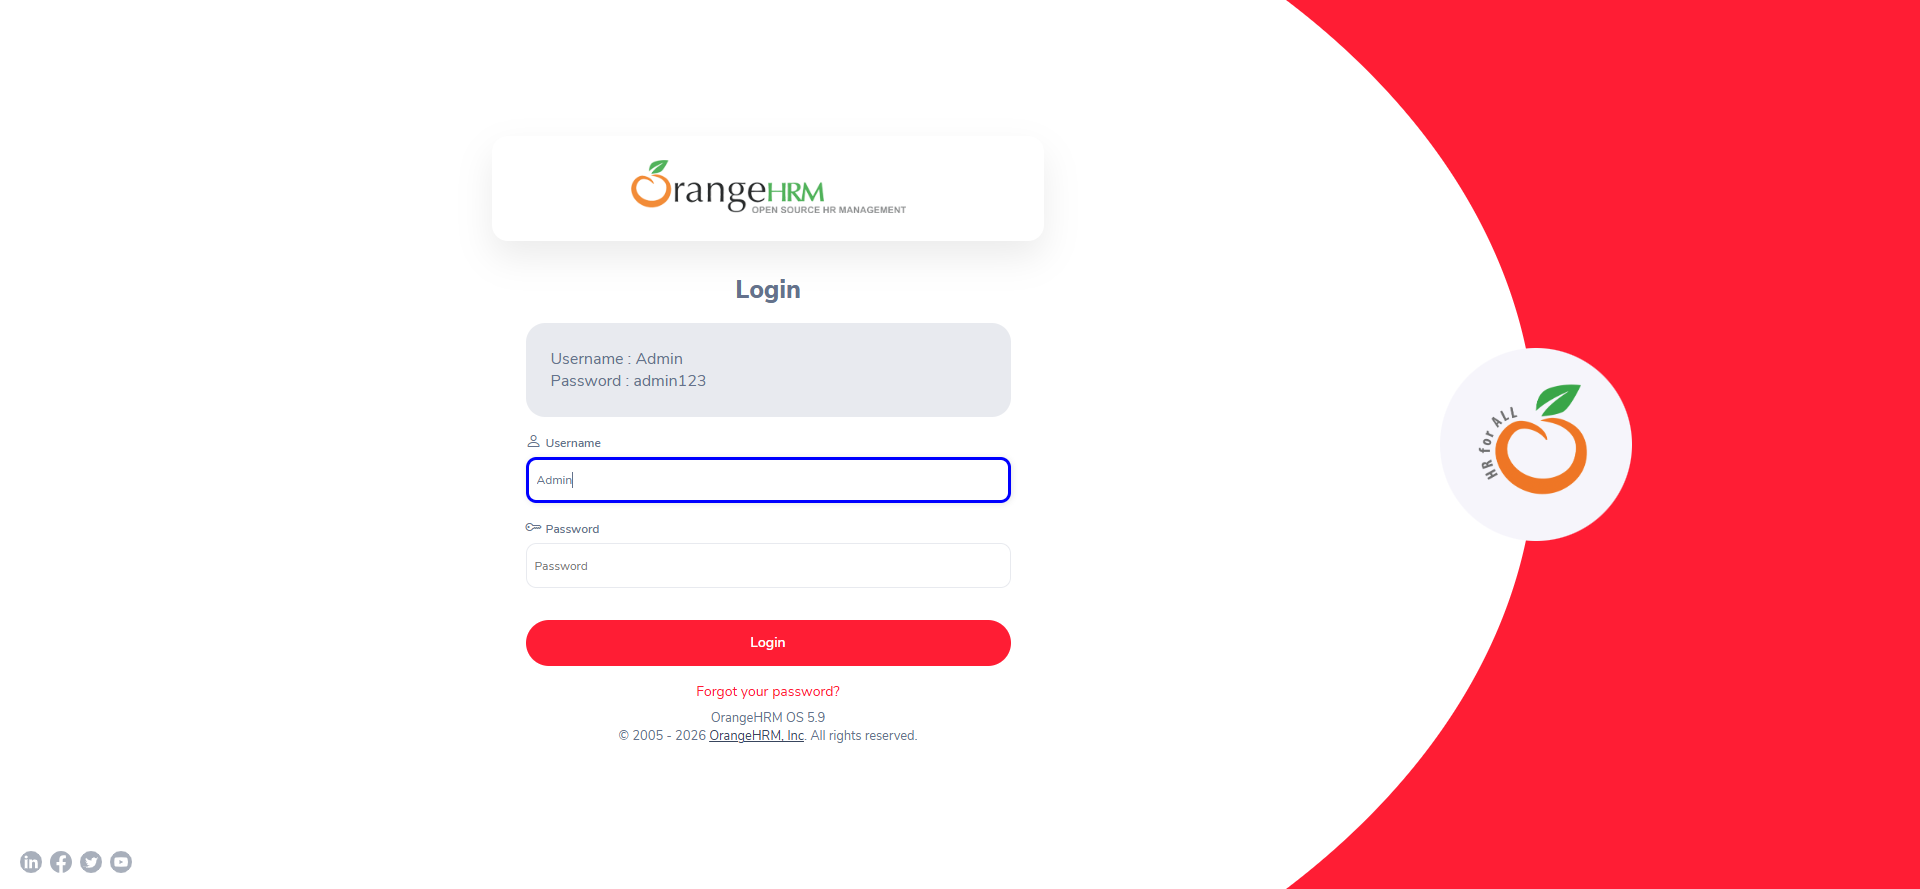 OrangeHRM
OPEN SOURCE HR MANAGEMENT
Login
Username : Admin
Password : admin123
Username
Admin
Password
Password
Login
Forgot your password?
OrangeHRM OS 5.9
© 2005 - 2026 OrangeHRM, Inc. All rights reserved.
HR for ALL
in